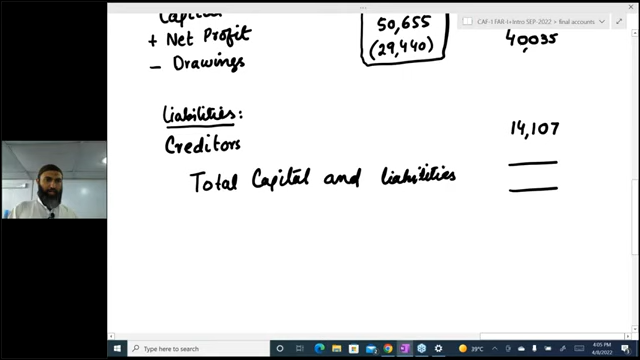 CAF-1 FAR-I+Intro SEP-2022 > final accounts
Capital
+ Net Profit 50,655
- Drawings (29,440) 40,035
Liabilities:
Creditors 14,107
Total Capital and liabilities
Type here to search
39°C
4:05 PM
4/8/2022